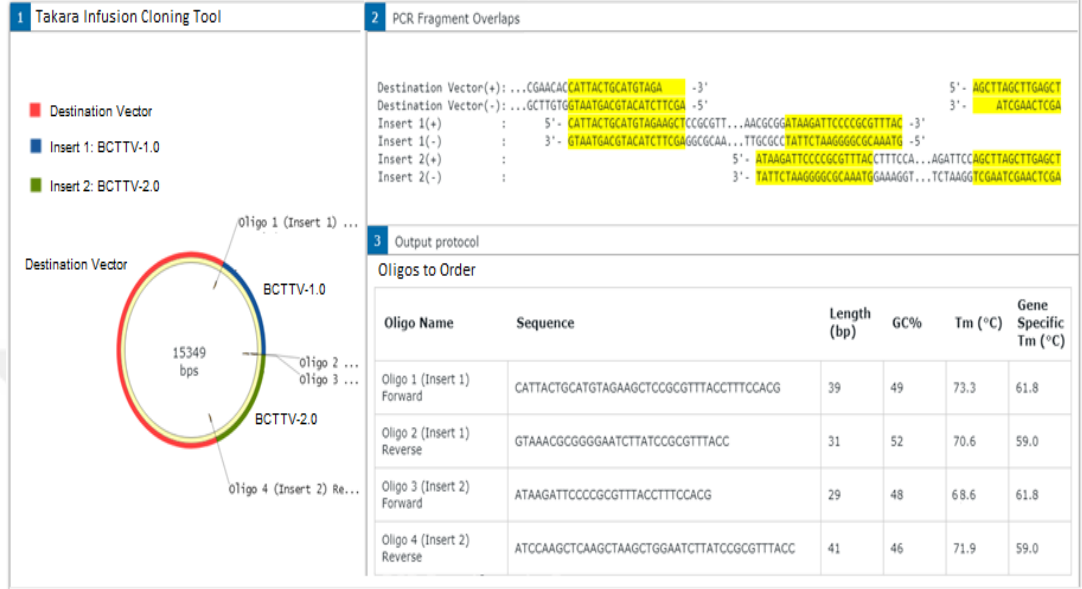 1 Takara Infusion Cloning Tool
Destination Vector
Insert 1: BCTTV-1.0
Insert 2: BCTTV-2.0
Oligo 1 (Insert 1) ...
Destination Vector
BCTTV-1.0
15349
bps
Oligo 2 ...
Oligo 3 ...
BCTTV-2.0
Oligo 4 (Insert 2) Re...
2 PCR Fragment Overlaps
Destination Vector(+): ...CGAACACCATTACTGCATGTAGA -3' 5'- AGCTTAGCTTGAGCT
Destination Vector(-): ...GCTTGTGGTAATGACGTACATCTTCGA -5' 3'- ATCGAACTCGA
Insert 1(+) : 5'- CATTACTGCATGTAGAAGCTCCGCGTT...AACGCGGATAAGATTCCCCGCGTTTAC -3'
Insert 1(-) : 3'- GTAATGACGTACATCTTCGAGGCGCAA...TTGCGCCTATTCTAAGGGGCGCAAATG -5'
Insert 2(+) : 5'- ATAAGATTCCCCGCGTTTACCTTTCCA...AGATTCCAGCTTAGCTTGAGCT
Insert 2(-) : 3'- TATTCTAAGGGGCGCAAATGGAAAGGT...TCTAAGGTCGAATCGAACTCGA
3 Output protocol
Oligos to Order
Oligo Name Sequence Length (bp) GC% Tm (°C) Gene Specific Tm (°C)
Oligo 1 (Insert 1) Forward CATTACTGCATGTAGAAGCTCCGCGTTTACCTTTCCACG 39 49 73.3 61.8
Oligo 2 (Insert 1) Reverse GTAAACGCGGGGAATCTTATCCGCGTTTACC 31 52 70.6 59.0
Oligo 3 (Insert 2) Forward ATAAGATTCCCCGCGTTTACCTTTCCACG 29 48 68.6 61.8
Oligo 4 (Insert 2) Reverse ATCCAAGCTCAAGCTAAGCTGGAATCTTATCCGCGTTTACC 41 46 71.9 59.0